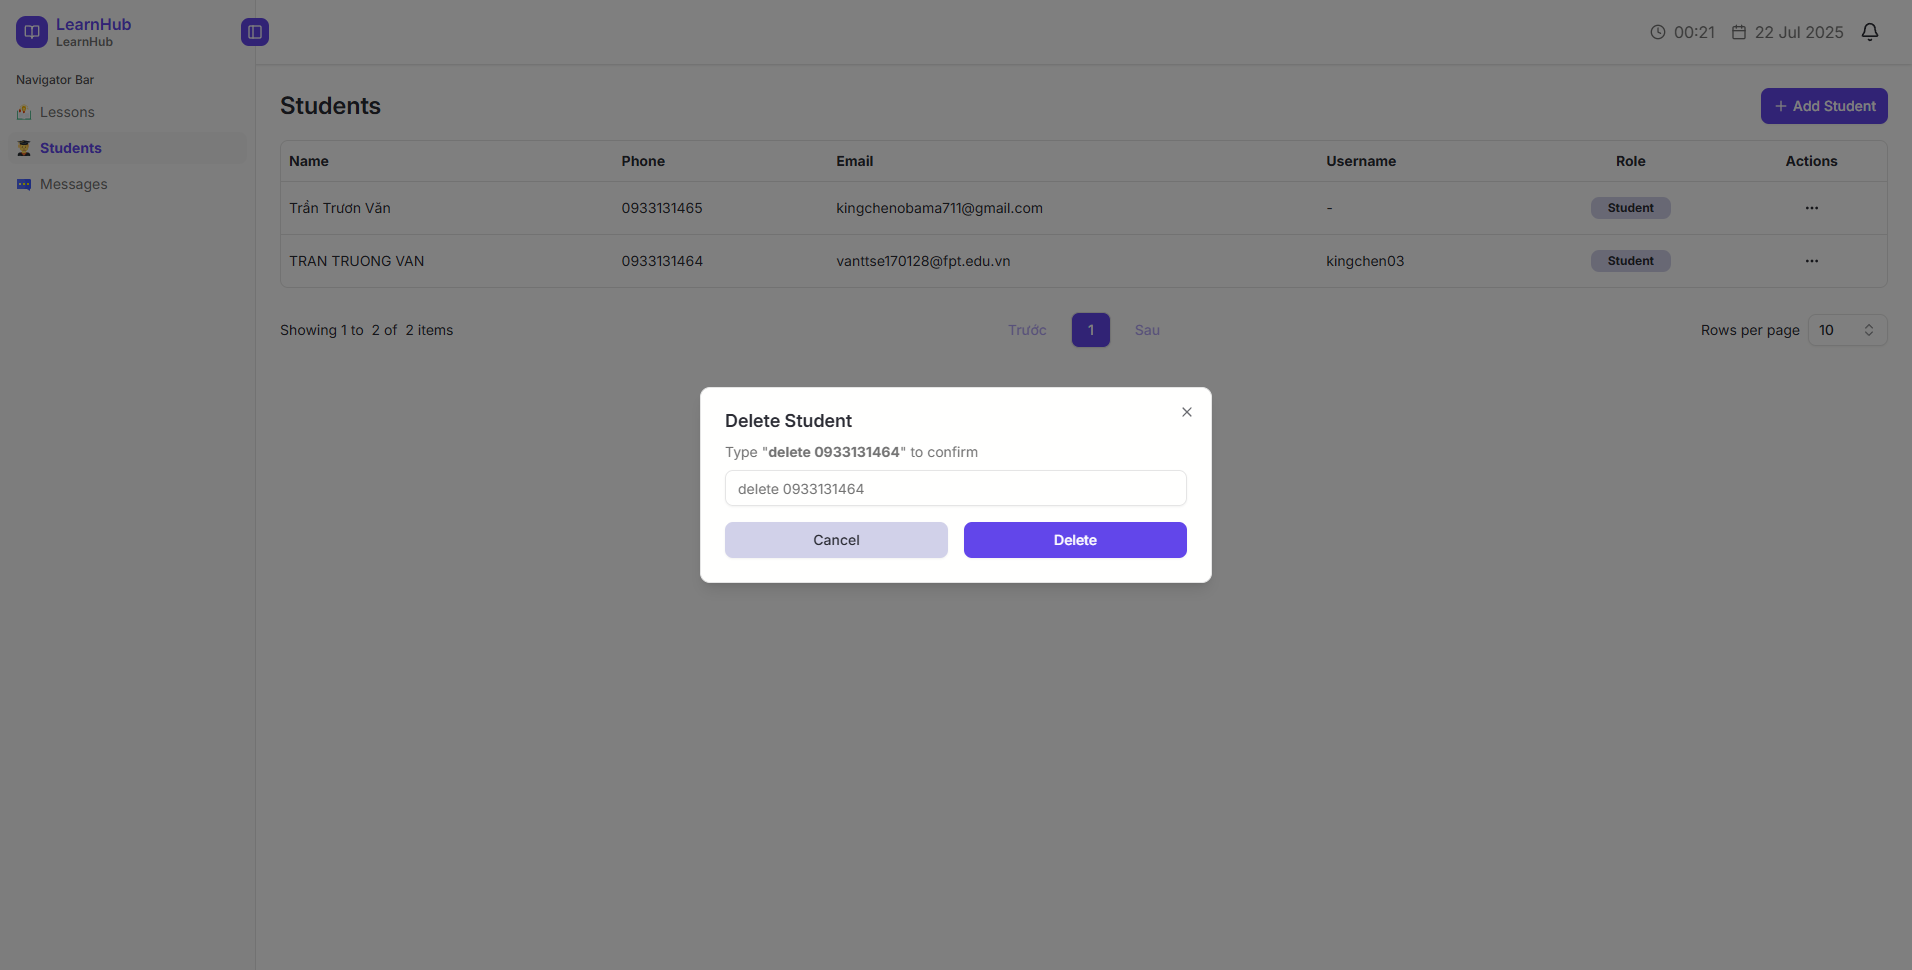 LearnHub
LearnHub
00:21 22 Jul 2025
Navigator Bar
Lessons
Students
Messages
Students
+ Add Student
Name Phone Email Username Role Actions
Trần Trươn Văn 0933131465 kingchenobama711@gmail.com - Student ...
TRAN TRUONG VAN 0933131464 vanttse170128@fpt.edu.vn kingchen03 Student ...
Showing 1 to 2 of 2 items Trước 1 Sau Rows per page 10
Delete Student
Type "delete 0933131464" to confirm
delete 0933131464
Cancel Delete